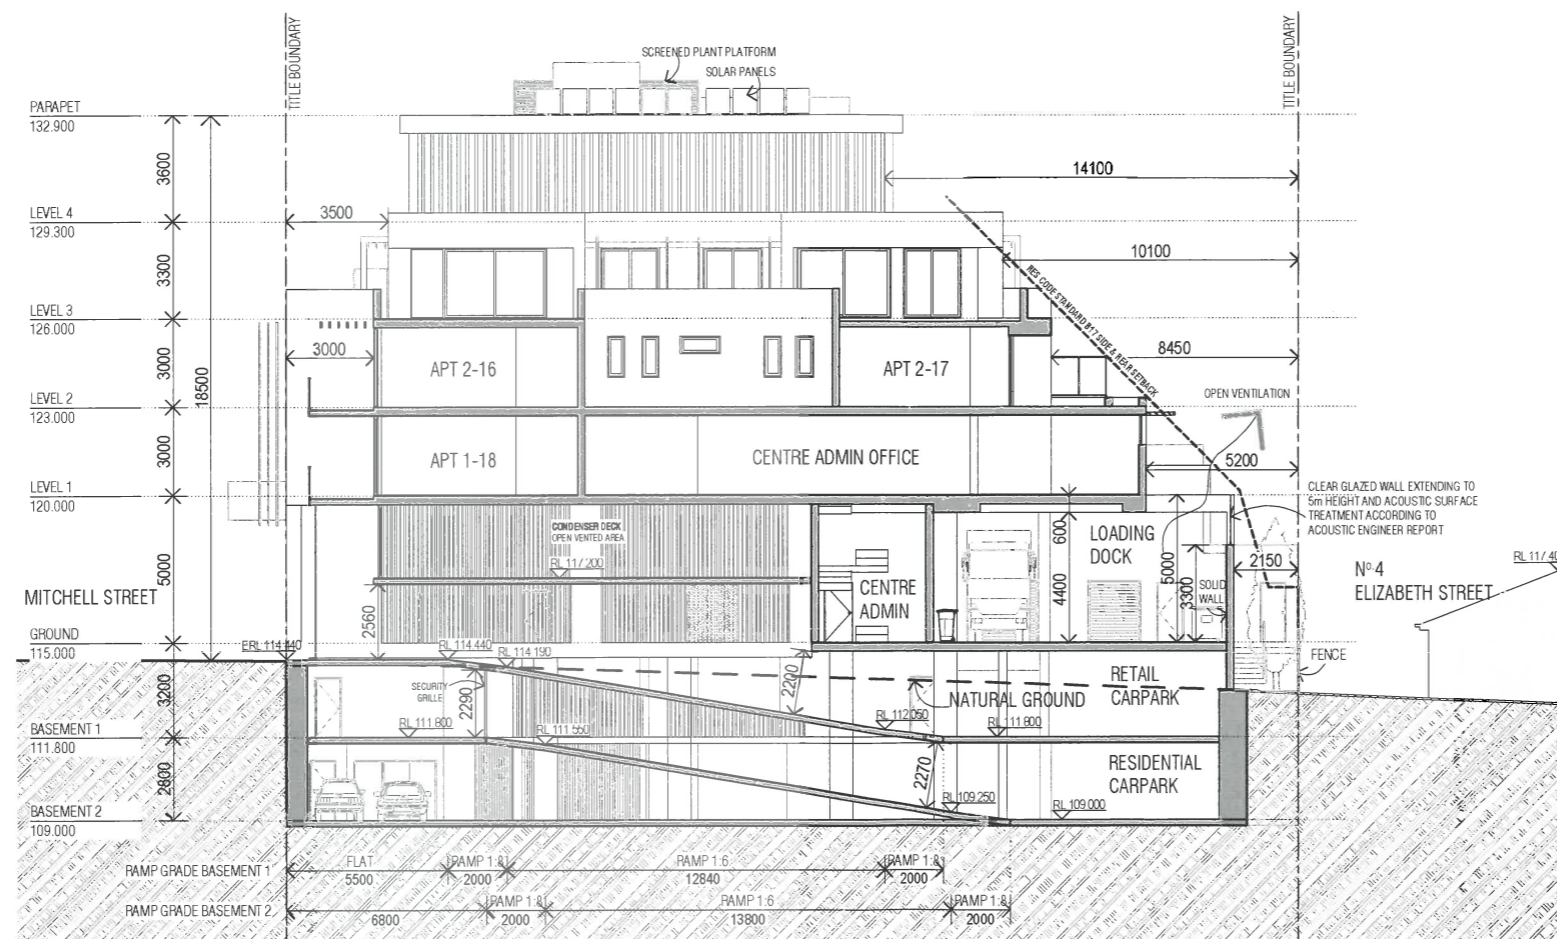 TITLE BOUNDARY
TITLE BOUNDARY
SCREENED PLANT PLATFORM
SOLAR PANELS
PARAPET
132.900
3600
14100
LEVEL 4
129.300
3500
3300
18500
10100
RES CODE STANDARD B17 SIDE & REAR SETBACK
LEVEL 3
126.000
3000
3000
APT 2-16
APT 2-17
8450
LEVEL 2
123.000
OPEN VENTILATION
3000
APT 1-18
CENTRE ADMIN OFFICE
5200
LEVEL 1
120.000
CLEAR GLAZED WALL EXTENDING TO
5m HEIGHT AND ACOUSTIC SURFACE
TREATMENT ACCORDING TO
ACOUSTIC ENGINEER REPORT
CONDENSER DECK
OPEN VENTED AREA
RL 117.200
600
LOADING
DOCK
5000
5000
4400
3300
SOLID
WALL
2150
RL 117.40
Nº 4
ELIZABETH STREET
CENTRE
ADMIN
MITCHELL STREET
2560
GROUND
115.000
ERL 114.440
RL 114.440
RL 114.190
FENCE
3200
SECURITY
GRILLE
2290
2200
NATURAL GROUND
RETAIL
CARPARK
BASEMENT 1
111.800
RL 111.800
RL 111.550
RL 112.050
RL 111.800
2800
2270
RESIDENTIAL
CARPARK
BASEMENT 2
109.000
RL 109.250
RL 109.000
RAMP GRADE BASEMENT 1
FLAT
5500
RAMP 1:8
2000
RAMP 1:6
12840
RAMP 1:8
2000
RAMP GRADE BASEMENT 2
6800
RAMP 1:8
2000
RAMP 1:6
13800
RAMP 1:8
2000